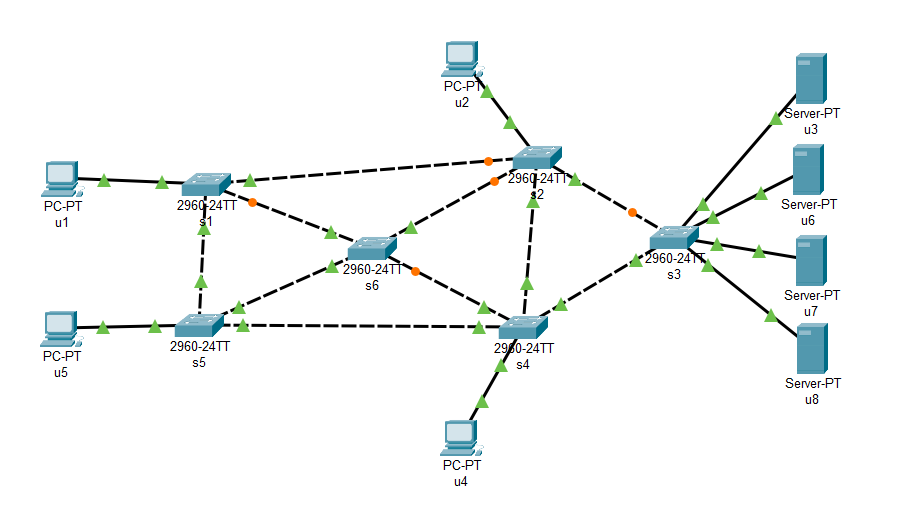 PC-PT
u2
Server-PT
u3
2960-24TT
s2
PC-PT
u1
2960-24TT
s1
Server-PT
u6
2960-24TT
s6
2960-24TT
s3
Server-PT
u7
PC-PT
u5
2960-24TT
s5
2960-24TT
s4
Server-PT
u8
PC-PT
u4